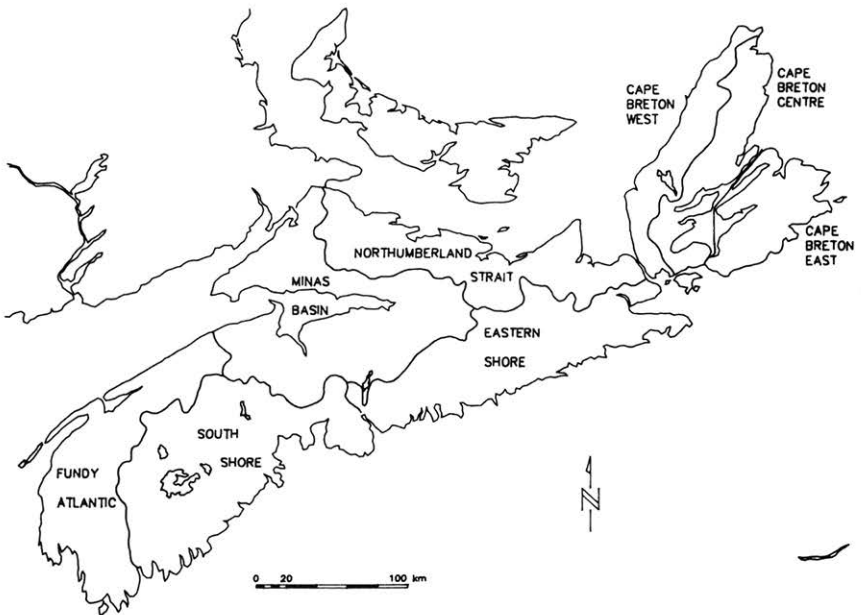 CAPE
BRETON
WEST
CAPE
BRETON
CENTRE
NORTHUMBERLAND
STRAIT
CAPE
BRETON
EAST
MINAS
BASIN
EASTERN
SHORE
SOUTH
SHORE
FUNDY
ATLANTIC
N
0 20 100 km